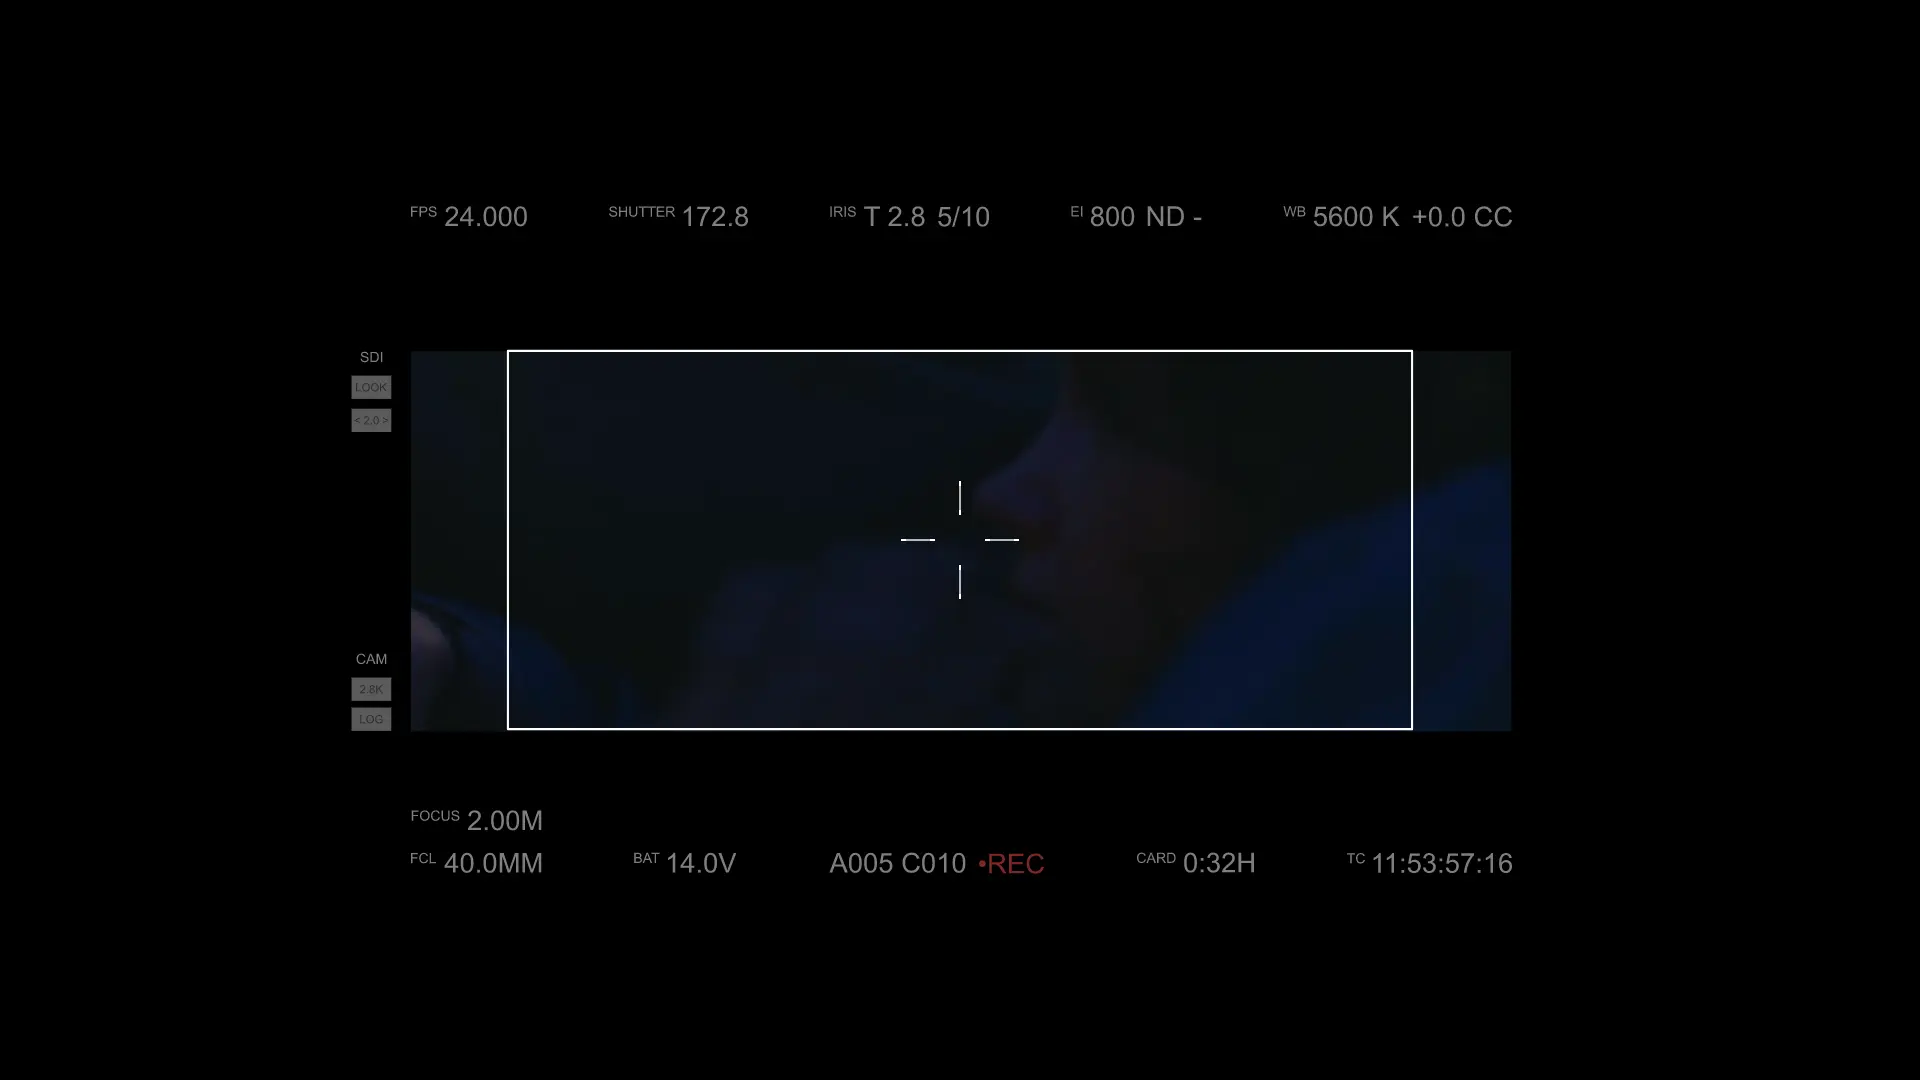 FPS 24.000 SHUTTER 172.8 IRIS T 2.8 5/10 EI 800 ND - WB 5600 K +0.0 CC
SDI
LOOK
< 2.0 >
CAM
2.8K
LOG
FOCUS 2.00M
FCL 40.0MM BAT 14.0V A005 C010 •REC CARD 0:32H TC 11:53:57:16